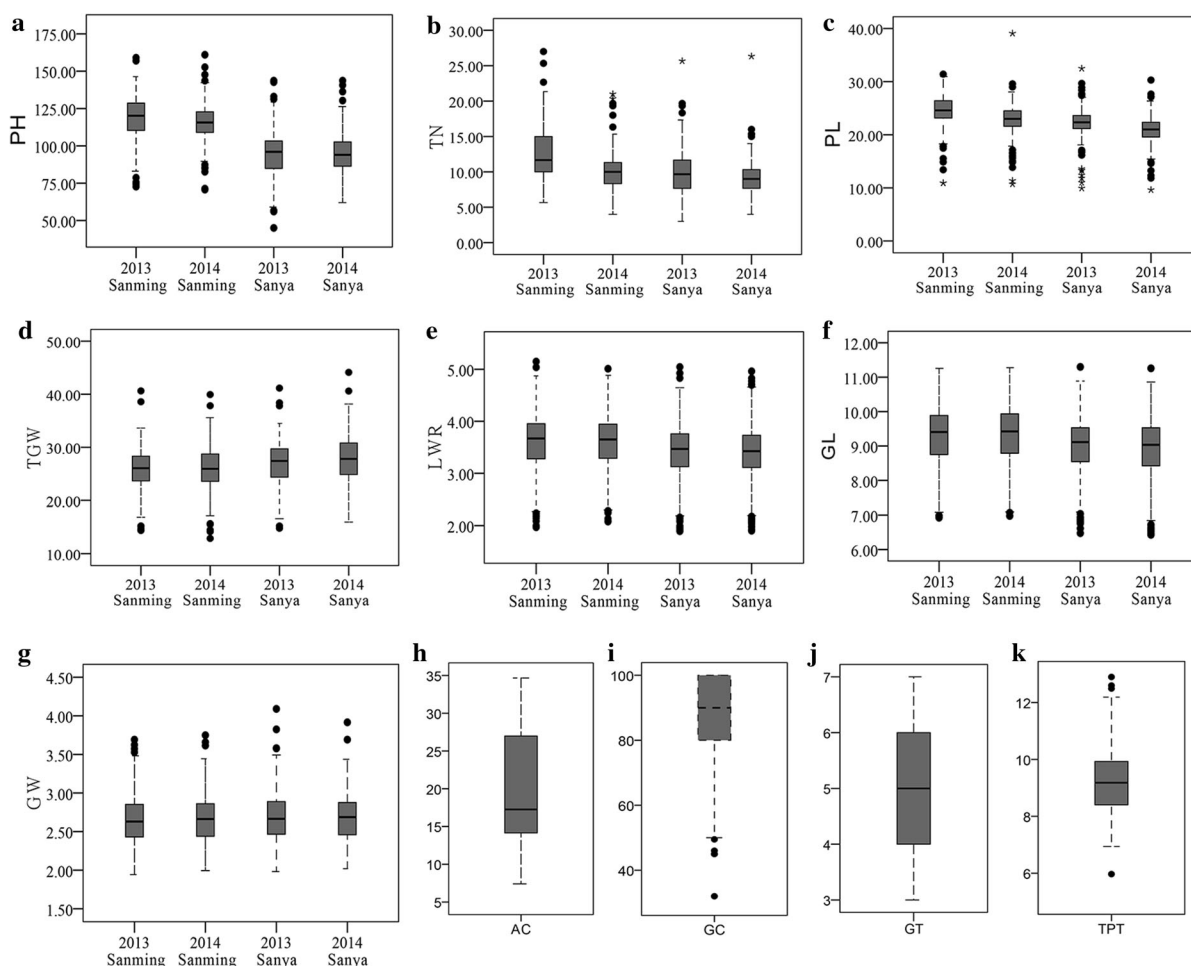 a
PH
175.00
150.00
125.00
100.00
75.00
50.00
2013 2014 2013 2014
Sanming Sanming Sanya Sanya
b
TN
30.00
25.00
20.00
15.00
10.00
5.00
0.00
2013 2014 2013 2014
Sanming Sanming Sanya Sanya
c
PL
40.00
30.00
20.00
10.00
0.00
2013 2014 2013 2014
Sanming Sanming Sanya Sanya
d
TGW
50.00
40.00
30.00
20.00
10.00
2013 2014 2013 2014
Sanming Sanming Sanya Sanya
e
LWR
5.00
4.00
3.00
2.00
2013 2014 2013 2014
Sanming Sanming Sanya Sanya
f
GL
12.00
11.00
10.00
9.00
8.00
7.00
6.00
2013 2014 2013 2014
Sanming Sanming Sanya Sanya
g
GW
4.50
4.00
3.50
3.00
2.50
2.00
1.50
2013 2014 2013 2014
Sanming Sanming Sanya Sanya
h
35
30
25
20
15
10
5
AC
i
100
80
60
40
GC
j
7
6
5
4
3
GT
k
12
10
8
6
TPT